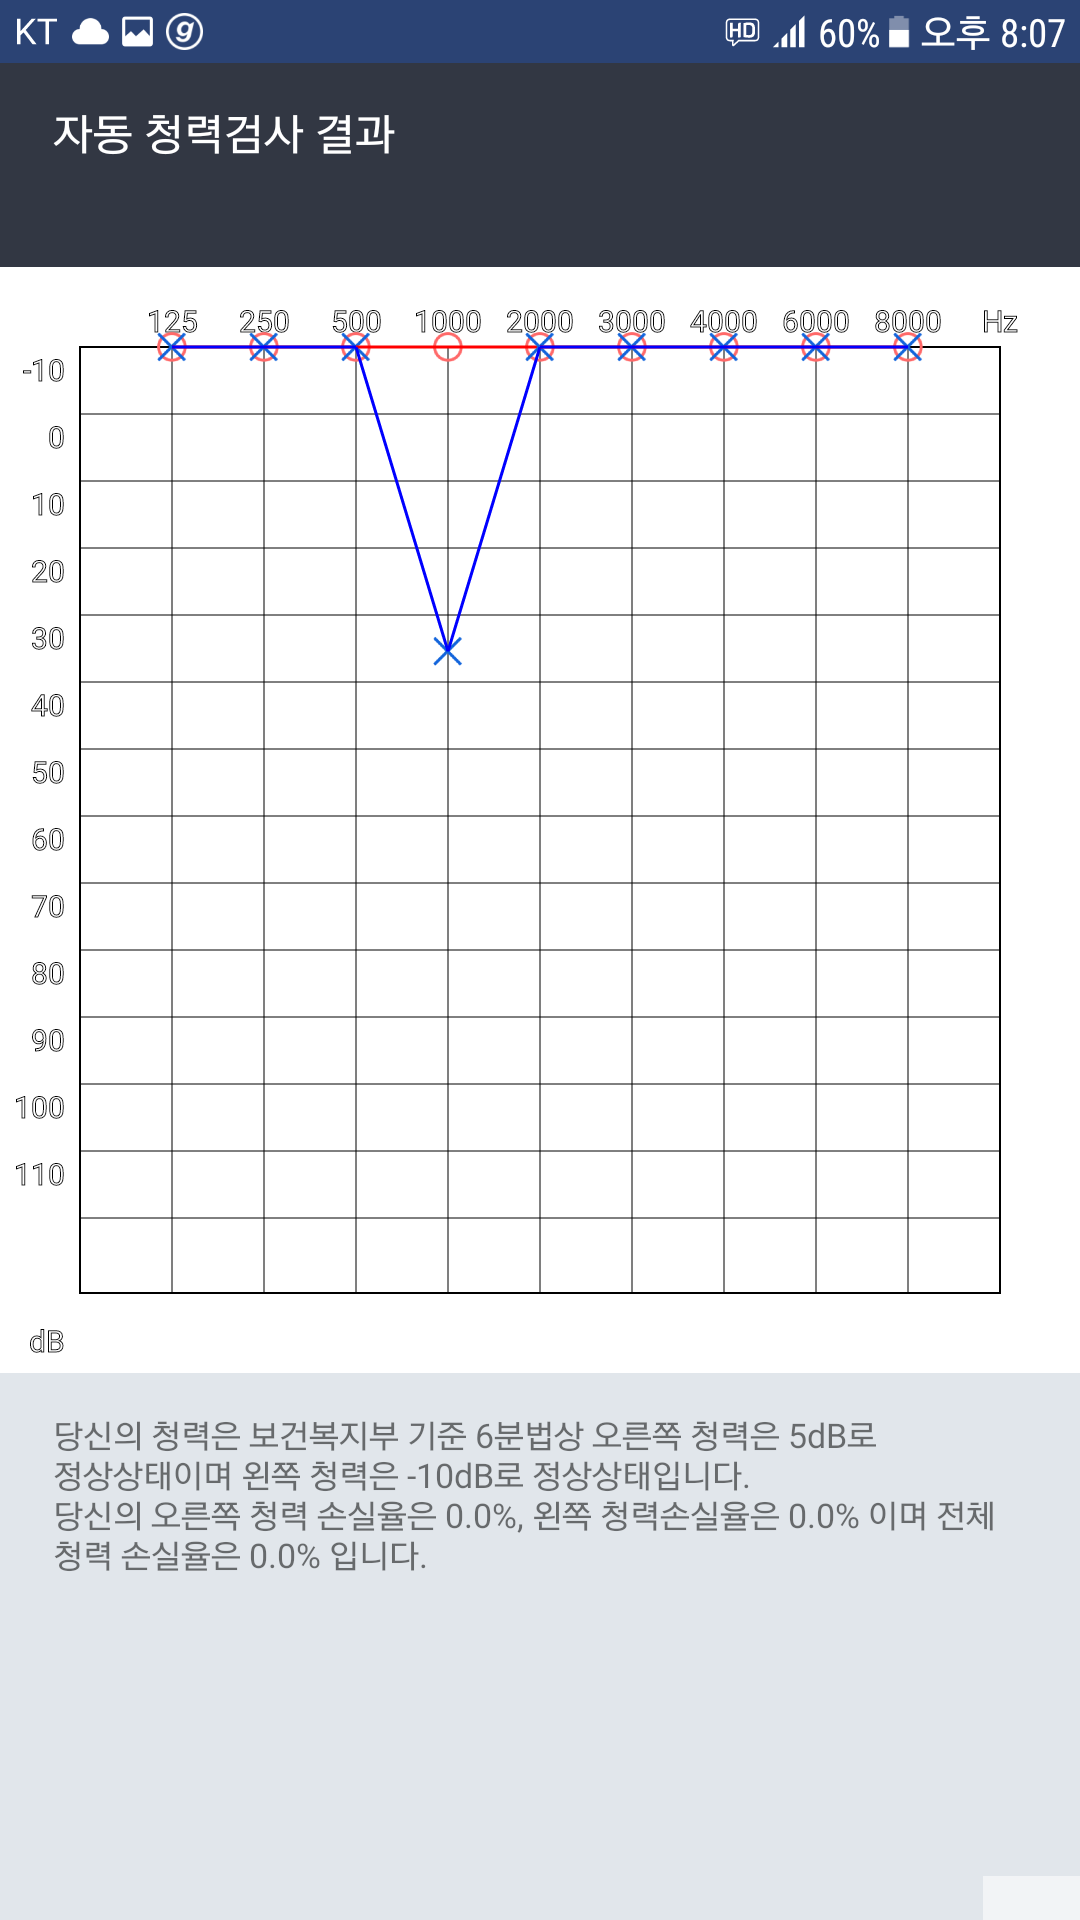 KT HD 60% 오후 8:07
자동 청력검사 결과
125 250 500 1000 2000 3000 4000 6000 8000 Hz
-10
0
10
20
30
40
50
60
70
80
90
100
110
dB
당신의 청력은 보건복지부 기준 6분법상 오른쪽 청력은 5dB로
정상상태이며 왼쪽 청력은 -10dB로 정상상태입니다.
당신의 오른쪽 청력 손실율은 0.0%, 왼쪽 청력손실율은 0.0% 이며 전체
청력 손실율은 0.0% 입니다.